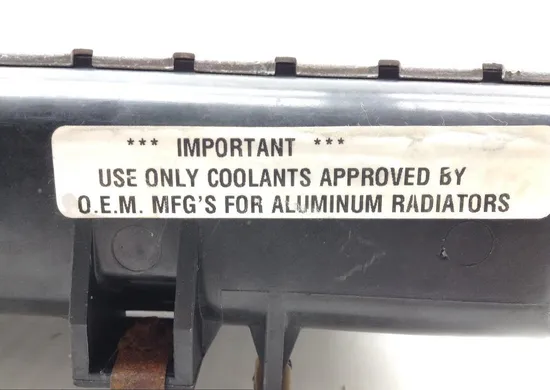 *** IMPORTANT ***
USE ONLY COOLANTS APPROVED BY
O.E.M. MFG'S FOR ALUMINUM RADIATORS